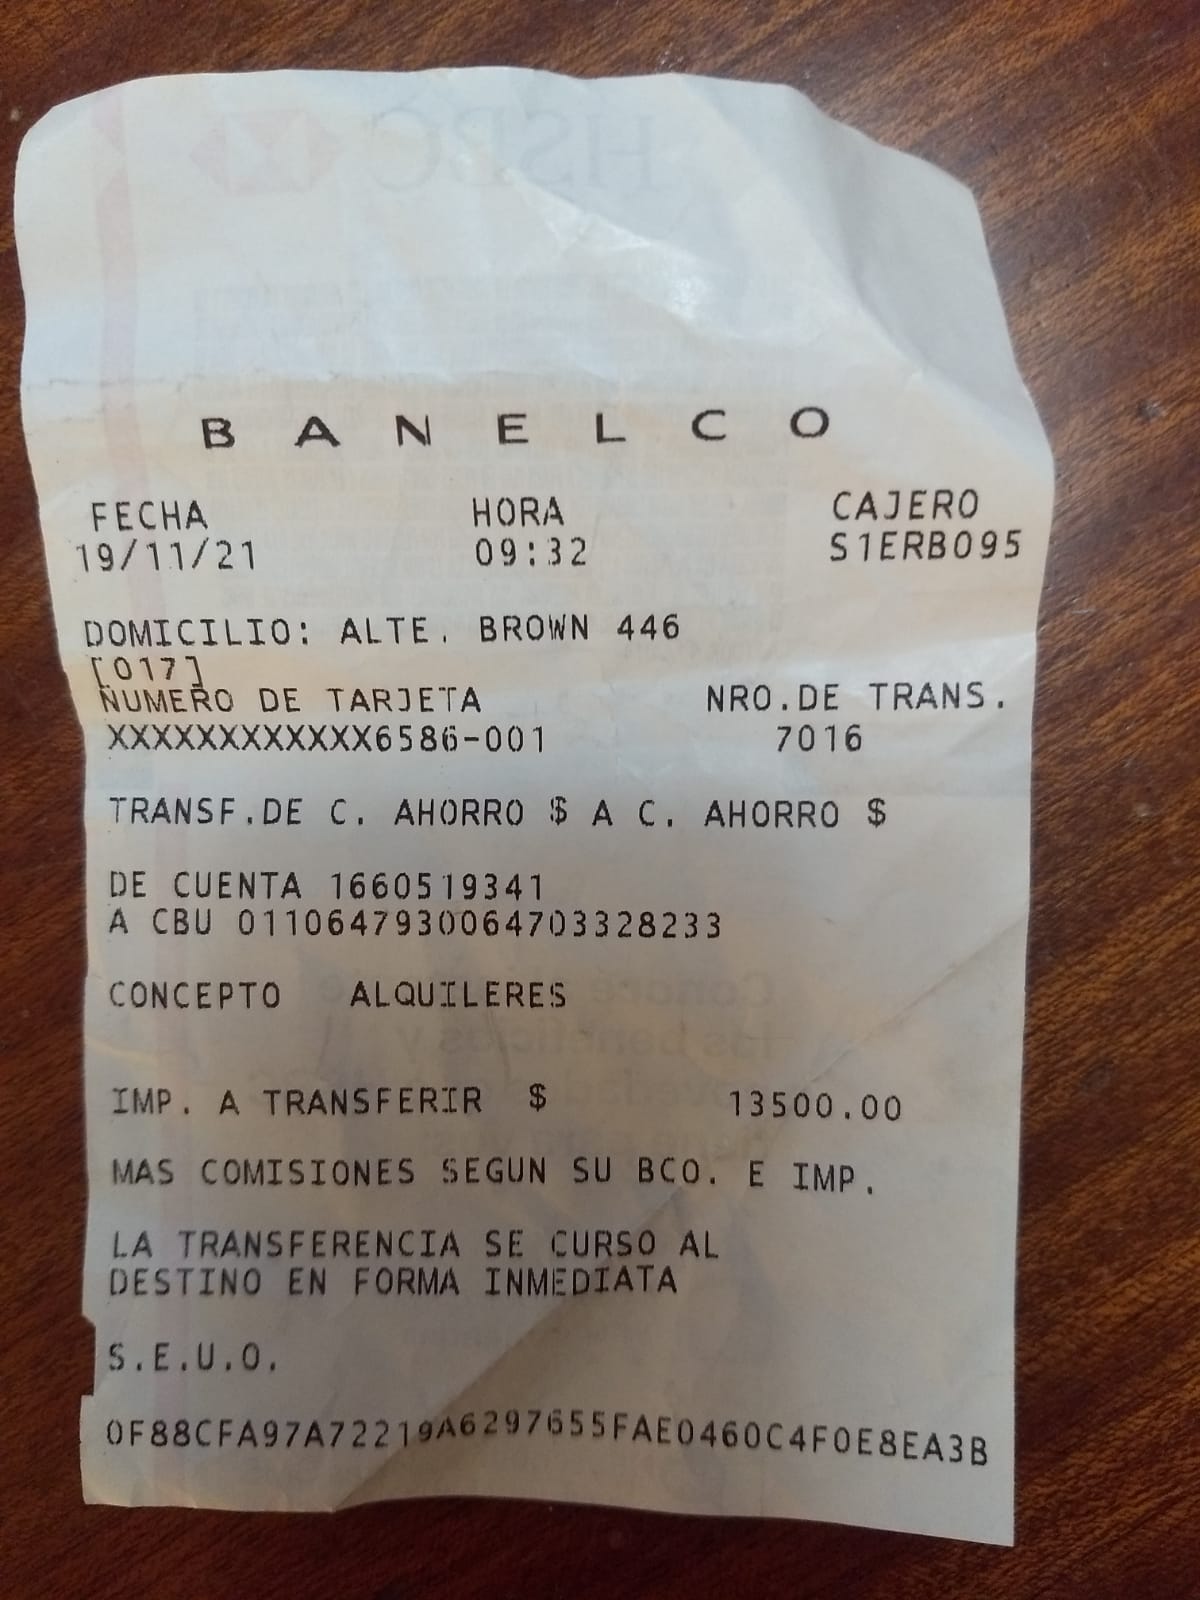 HSBC
B A N E L C O
FECHA HORA CAJERO
19/11/21 09:32 S1ERB095
DOMICILIO: ALTE. BROWN 446
[017]
NUMERO DE TARJETA NRO.DE TRANS.
XXXXXXXXXXXX6586-001 7016
TRANSF.DE C. AHORRO $ A C. AHORRO $
DE CUENTA 1660519341
A CBU 0110647930064703328233
CONCEPTO ALQUILERES
IMP. A TRANSFERIR $ 13500.00
MAS COMISIONES SEGUN SU BCO. E IMP.
LA TRANSFERENCIA SE CURSO AL
DESTINO EN FORMA INMEDIATA
S.E.U.O.
0F88CFA97A72219A6297655FAE0460C4F0E8EA3B